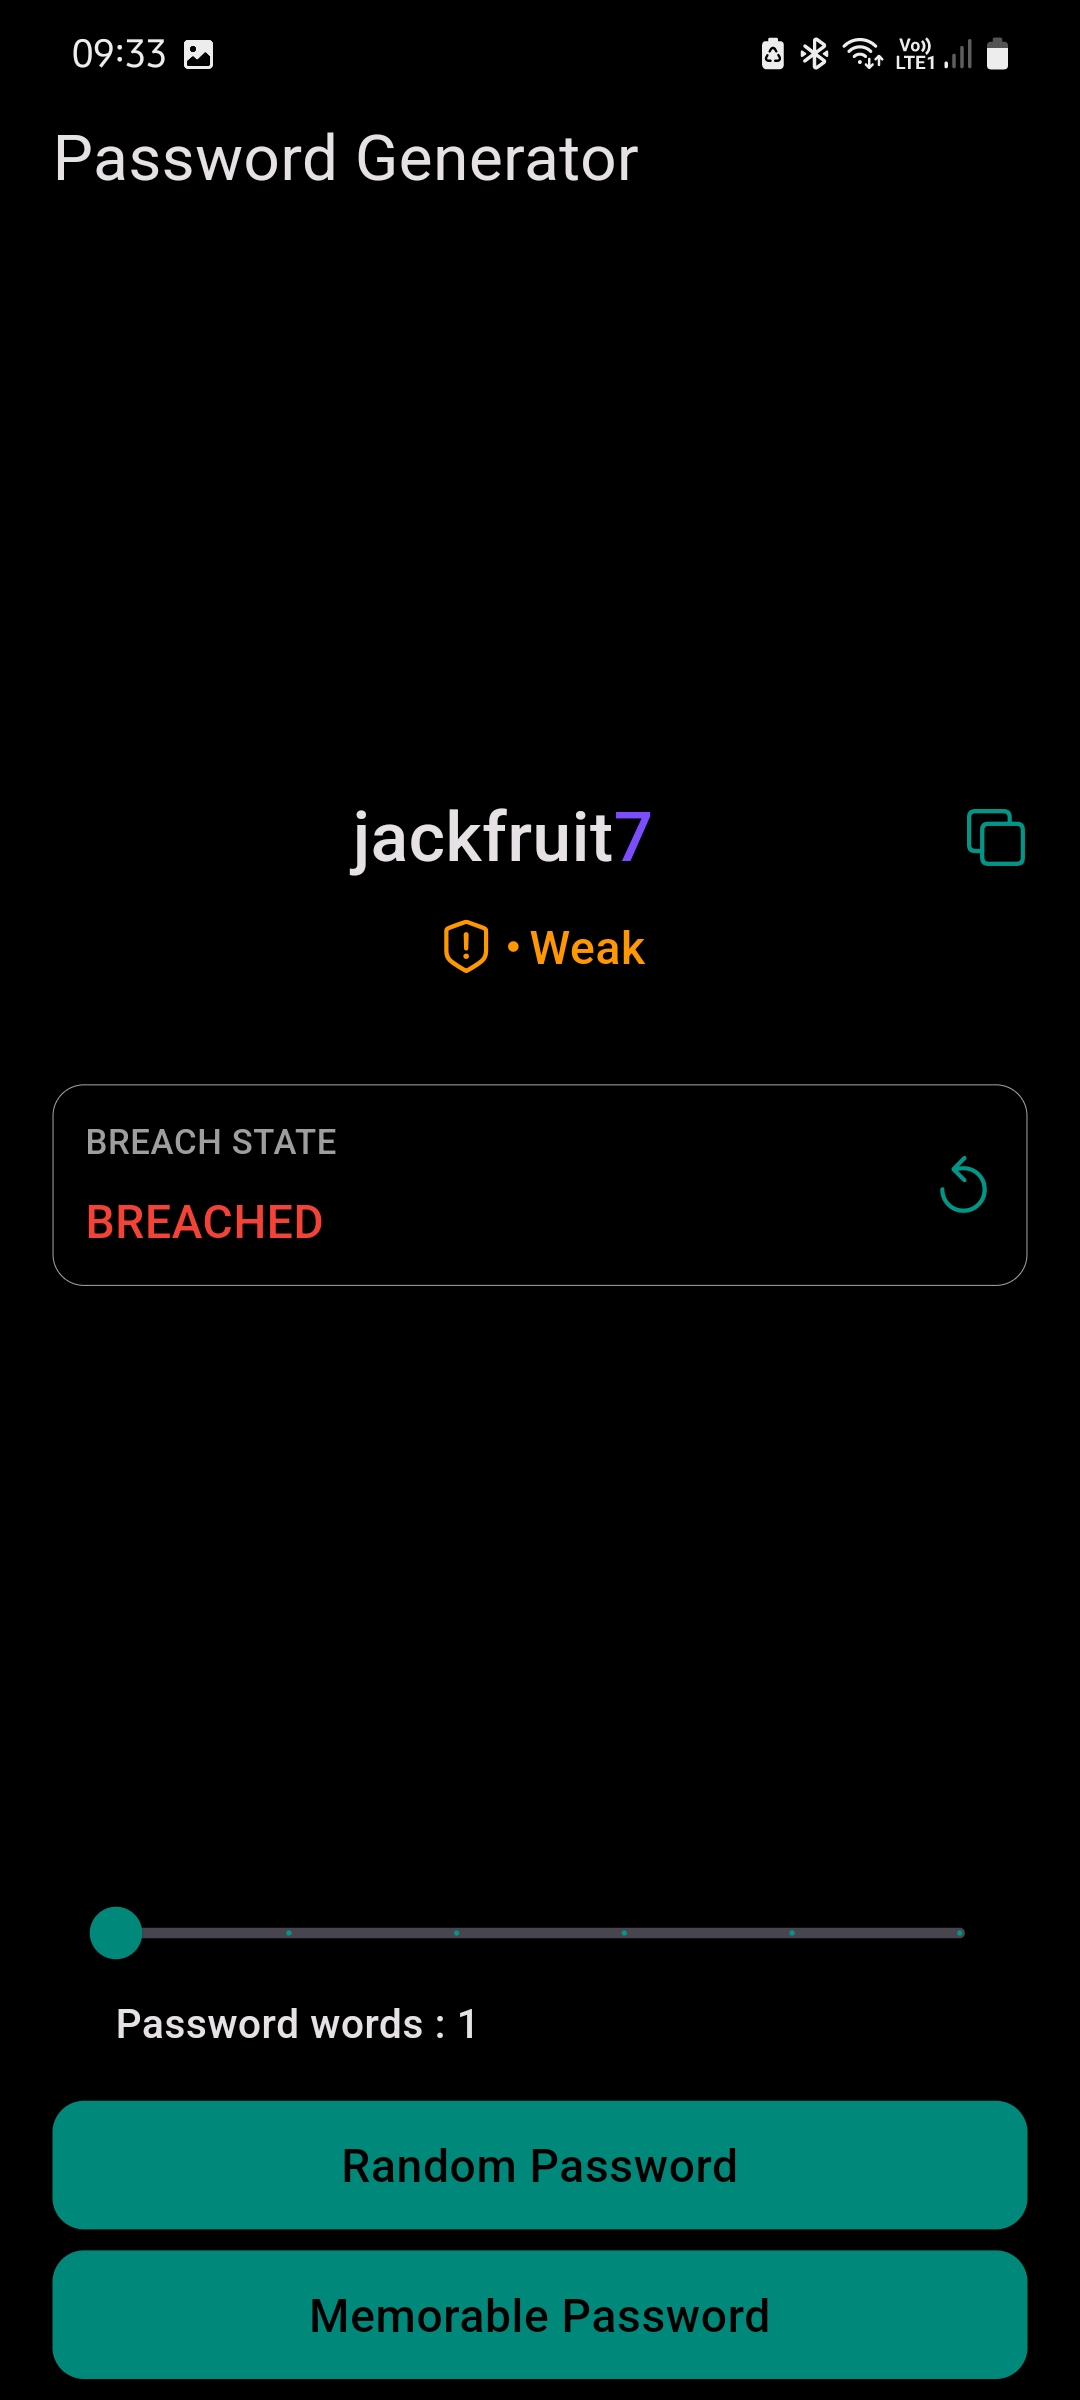 09:33
Vo))
LTE1
Password Generator
jackfruit7
• Weak
BREACH STATE
BREACHED
Password words : 1
Random Password
Memorable Password